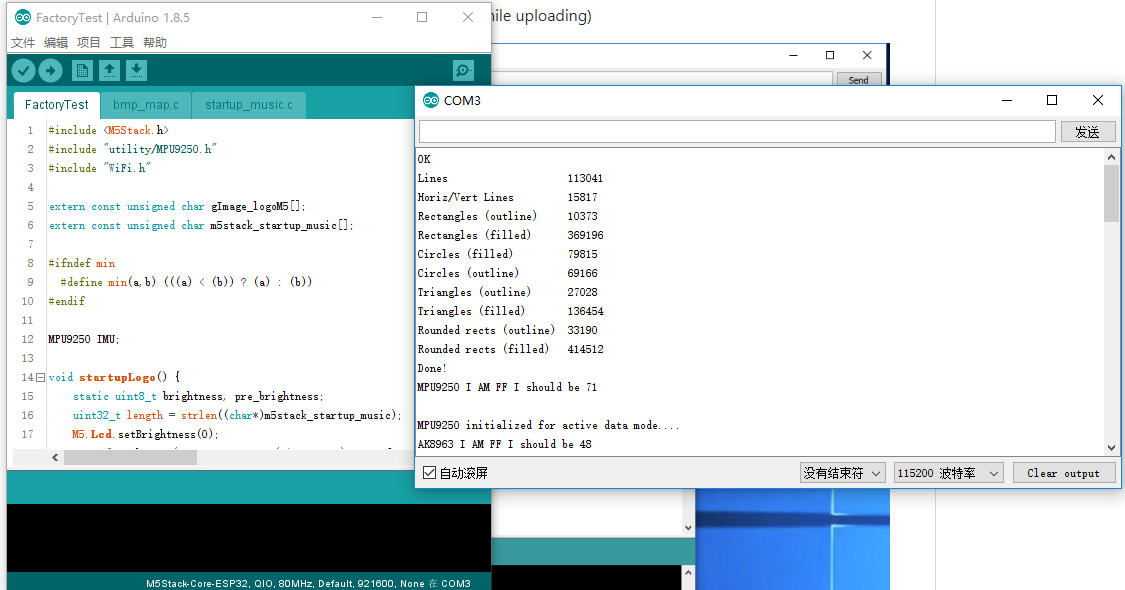 FactoryTest | Arduino 1.8.5
文件 编辑 项目 工具 帮助
hile uploading)
Send
FactoryTest bmp_map.c startup_music.c
1 #include <M5Stack.h>
2 #include "utility/MPU9250.h"
3 #include "WiFi.h"
4
5 extern const unsigned char gImage_logoM5[];
6 extern const unsigned char m5stack_startup_music[];
7
8 #ifndef min
9 #define min(a,b) (((a) < (b)) ? (a) : (b))
10 #endif
11
12 MPU9250 IMU;
13
14 void startupLogo() {
15 static uint8_t brightness, pre_brightness;
16 uint32_t length = strlen((char*)m5stack_startup_music);
17 M5.Lcd.setBrightness(0);
M5Stack-Core-ESP32, QIO, 80MHz, Default, 921600, None 在 COM3
COM3
发送
OK
Lines 113041
Horiz/Vert Lines 15817
Rectangles (outline) 10373
Rectangles (filled) 369196
Circles (filled) 79815
Circles (outline) 69166
Triangles (outline) 27028
Triangles (filled) 136454
Rounded rects (outline) 33190
Rounded rects (filled) 414512
Done!
MPU9250 I AM FF I should be 71
MPU9250 initialized for active data mode....
AK8963 I AM FF I should be 48
自动滚屏 没有结束符 115200 波特率 Clear output